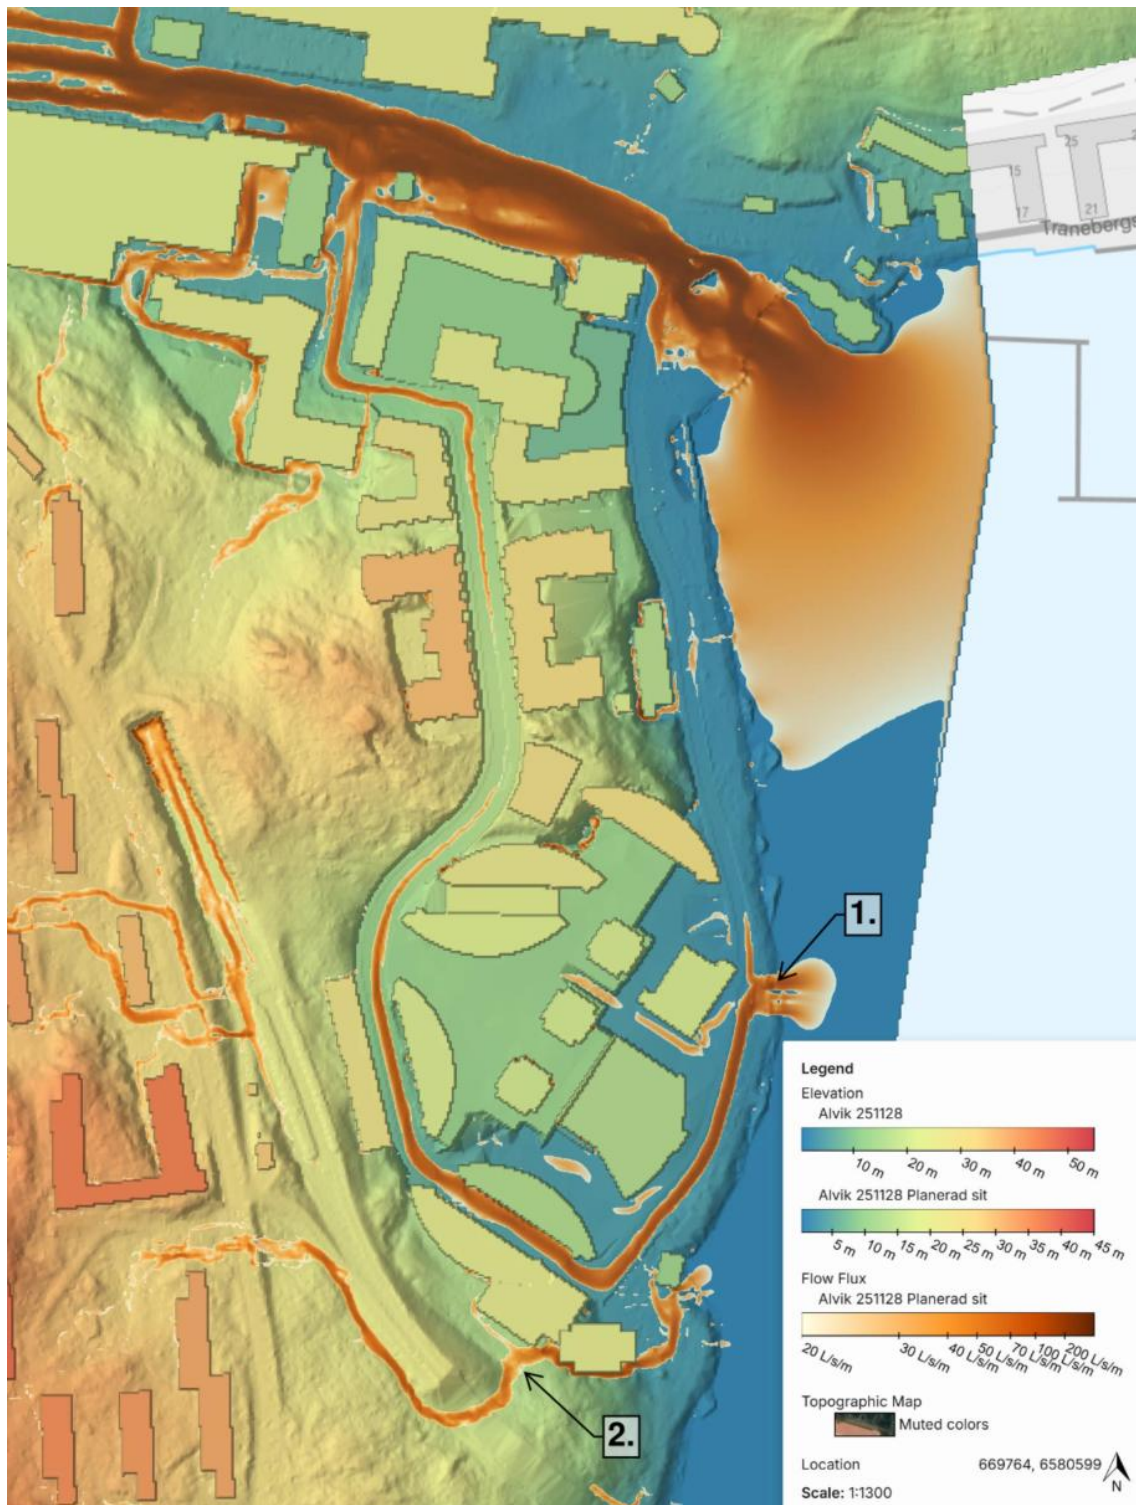 25
15
17
21
Tranebergs
1.
2.
Legend
Elevation
Alvik 251128
10 m 20 m 30 m 40 m 50 m
Alvik 251128 Planerad sit
5 m 10 m 15 m 20 m 25 m 30 m 35 m 40 m 45 m
Flow Flux
Alvik 251128 Planerad sit
20 L/s/m 30 L/s/m 40 L/s/m 50 L/s/m 70 L/s/m 100 L/s/m 200 L/s/m
Topographic Map
Muted colors
Location 669764, 6580599
N
Scale: 1:1300